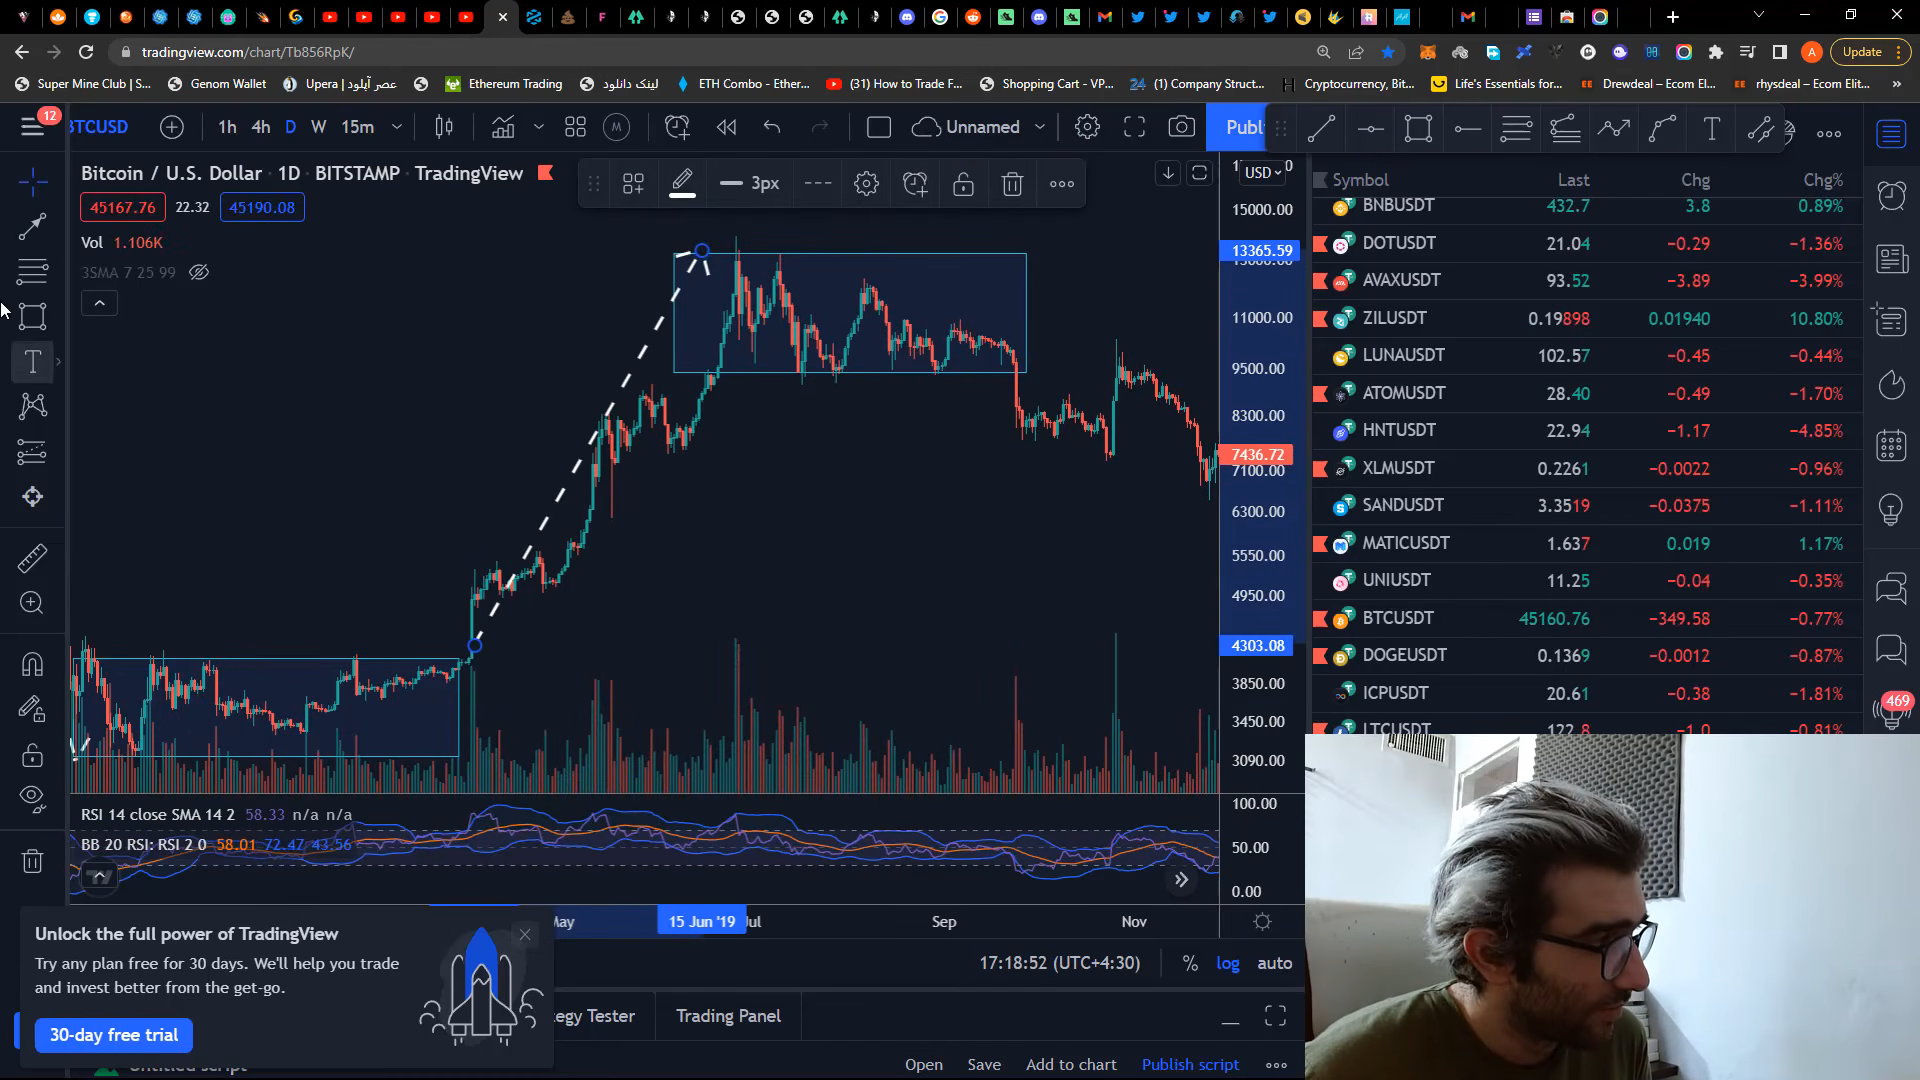 tradingview.com/chart/Tb856RpK/
Update
Super Mine Club | S...
Genom Wallet
Upera | عصر آپلود
Ethereum Trading
لینک دانلود
ETH Combo - Ether...
(31) How to Trade F...
Shopping Cart - VP...
(1) Company Struct...
Cryptocurrency, Bit...
Life's Essentials for...
Drewdeal – Ecom El...
rhysdeal – Ecom Elit...
12
BTCUSD
1h 4h D W 15m
Unnamed
Publ
Bitcoin / U.S. Dollar · 1D · BITSTAMP · TradingView
45167.76 22.32 45190.08
Vol 1.106K
3SMA 7 25 99
3px
USD
15000.00
13365.59
11000.00
9500.00
8300.00
7436.72
7100.00
6300.00
5550.00
4950.00
4303.08
3850.00
3450.00
3090.00
Symbol Last Chg Chg%
BNBUSDT 432.7 3.8 0.89%
DOTUSDT 21.04 −0.29 −1.36%
AVAXUSDT 93.52 −3.89 −3.99%
ZILUSDT 0.19898 0.01940 10.80%
LUNAUSDT 102.57 −0.45 −0.44%
ATOMUSDT 28.40 −0.49 −1.70%
HNTUSDT 22.94 −1.17 −4.85%
XLMUSDT 0.2261 −0.0022 −0.96%
SANDUSDT 3.3519 −0.0375 −1.11%
MATICUSDT 1.637 0.019 1.17%
UNIUSDT 11.25 −0.04 −0.35%
BTCUSDT 45160.76 −349.58 −0.77%
DOGEUSDT 0.1369 −0.0012 −0.87%
ICPUSDT 20.61 −0.38 −1.81%
LTCUSDT 122.8 −1.0 −0.81%
469
RSI 14 close SMA 14 2 58.33 n/a n/a
BB 20 RSI: RSI 2 0 58.01 72.47 43.56
100.00
50.00
0.00
May 15 Jun '19 Jul Sep Nov
Unlock the full power of TradingView
Try any plan free for 30 days. We'll help you trade
and invest better from the get-go.
30-day free trial
17:18:52 (UTC+4:30) % log auto
tegy Tester Trading Panel
Untitled script
Open Save Add to chart Publish script